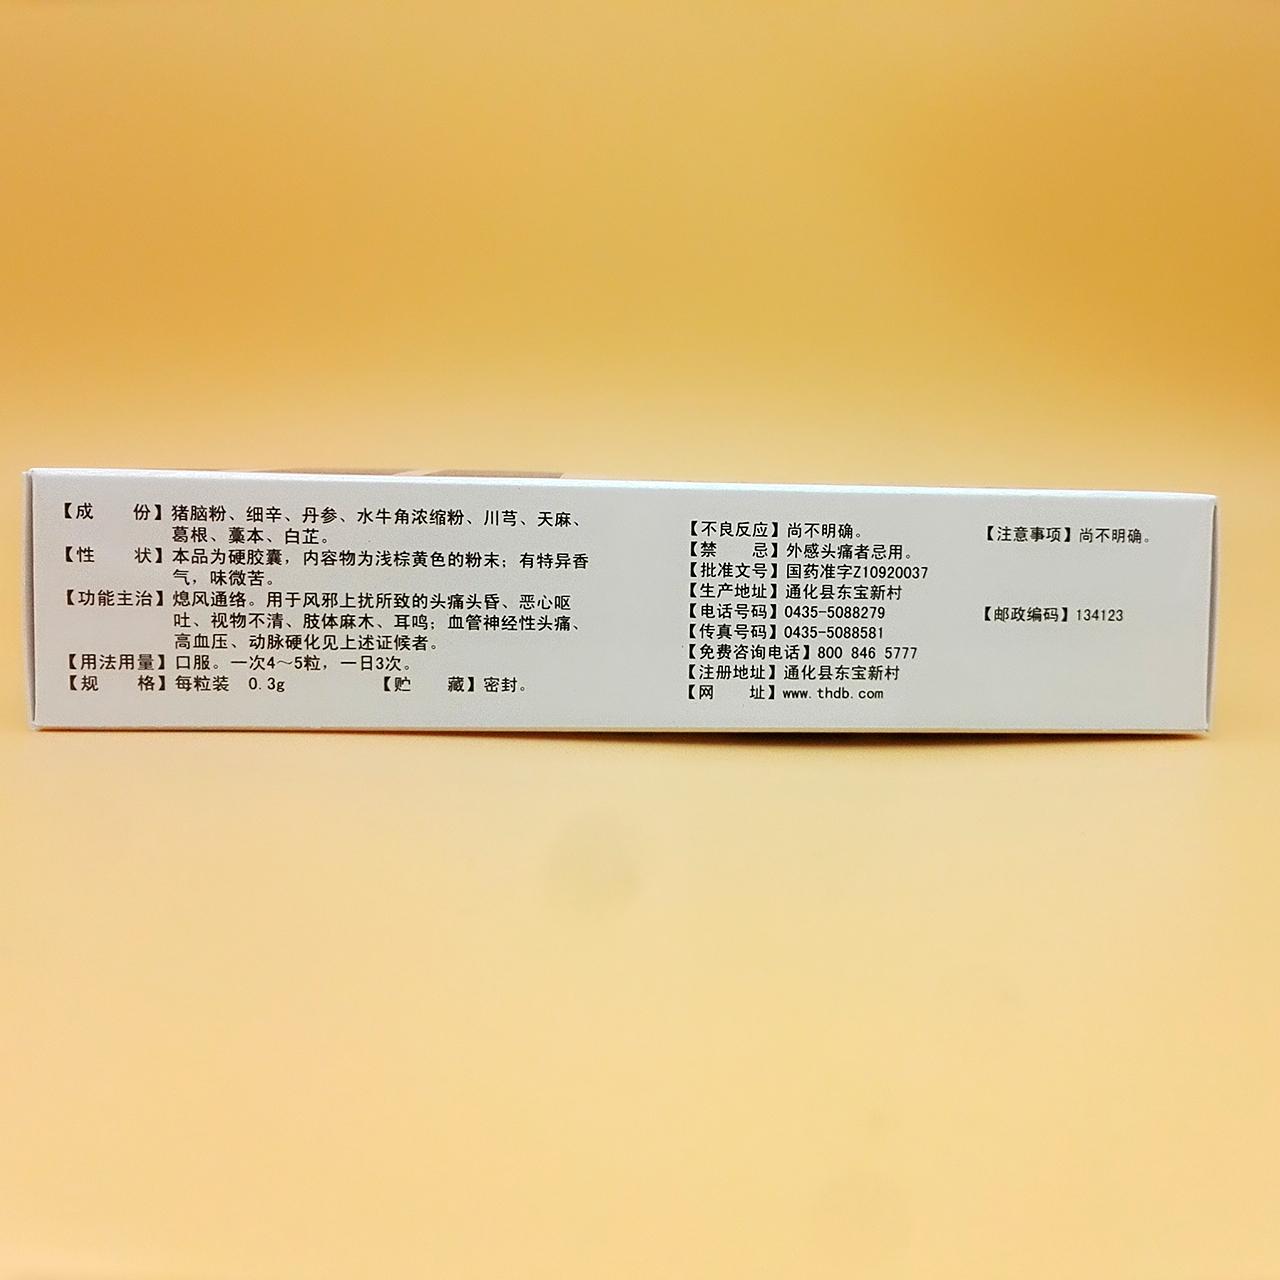 【成　　份】猪脑粉、细辛、丹参、水牛角浓缩粉、川芎、天麻、
葛根、藁本、白芷。
【性　　状】本品为硬胶囊，内容物为浅棕黄色的粉末；有特异香
气，味微苦。
【功能主治】熄风通络。用于风邪上扰所致的头痛头昏、恶心呕
吐、视物不清、肢体麻木、耳鸣；血管神经性头痛、
高血压、动脉硬化见上述证候者。
【用法用量】口服。一次4～5粒，一日3次。
【规　　格】每粒装　0.3g　　【贮　　藏】密封。
【不良反应】尚不明确。　　【注意事项】尚不明确。
【禁　　忌】外感头痛者忌用。
【批准文号】国药准字Z10920037
【生产地址】通化县东宝新村
【电话号码】0435-5088279　　【邮政编码】134123
【传真号码】0435-5088581
【免费咨询电话】800 846 5777
【注册地址】通化县东宝新村
【网　　址】www.thdb.com